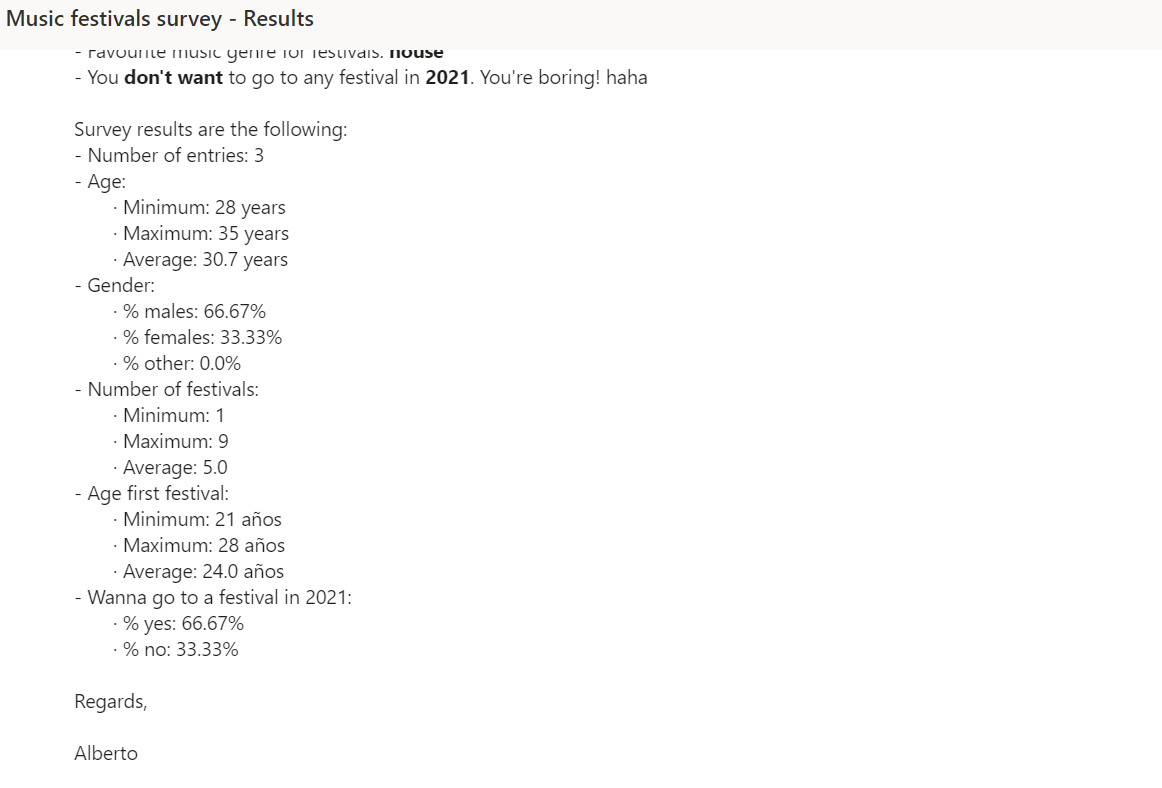 Music festivals survey - Results
- Favourite music genre for festivals: house
- You don't want to go to any festival in 2021. You're boring! haha
Survey results are the following:
- Number of entries: 3
- Age:
· Minimum: 28 years
· Maximum: 35 years
· Average: 30.7 years
- Gender:
· % males: 66.67%
· % females: 33.33%
· % other: 0.0%
- Number of festivals:
· Minimum: 1
· Maximum: 9
· Average: 5.0
- Age first festival:
· Minimum: 21 años
· Maximum: 28 años
· Average: 24.0 años
- Wanna go to a festival in 2021:
· % yes: 66.67%
· % no: 33.33%
Regards,
Alberto